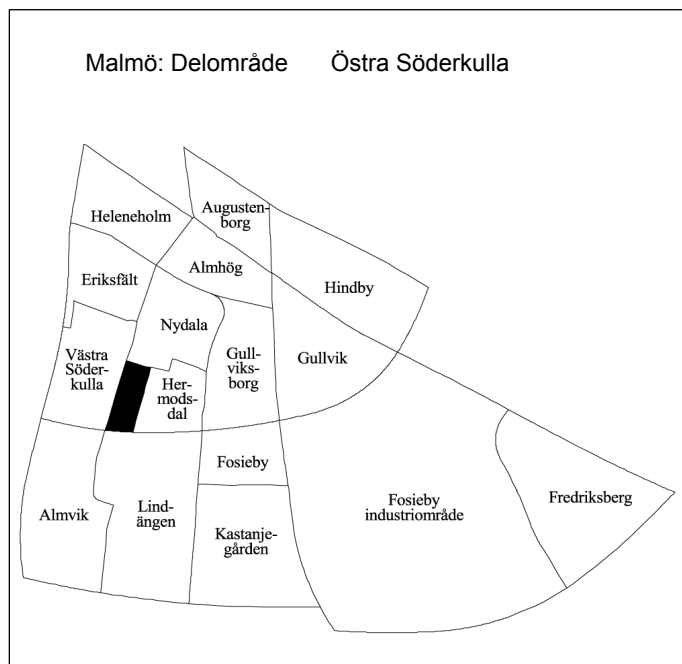 Malmö: Delområde Östra Söderkulla
Augusten-
borg
Heleneholm
Almhög
Eriksfält
Hindby
Nydala
Västra
Söder-
kulla
Gull-
viks-
borg
Gullvik
Her-
mods-
dal
Fosieby
Almvik
Lind-
ängen
Kastanje-
gården
Fosieby
industriområde
Fredriksberg